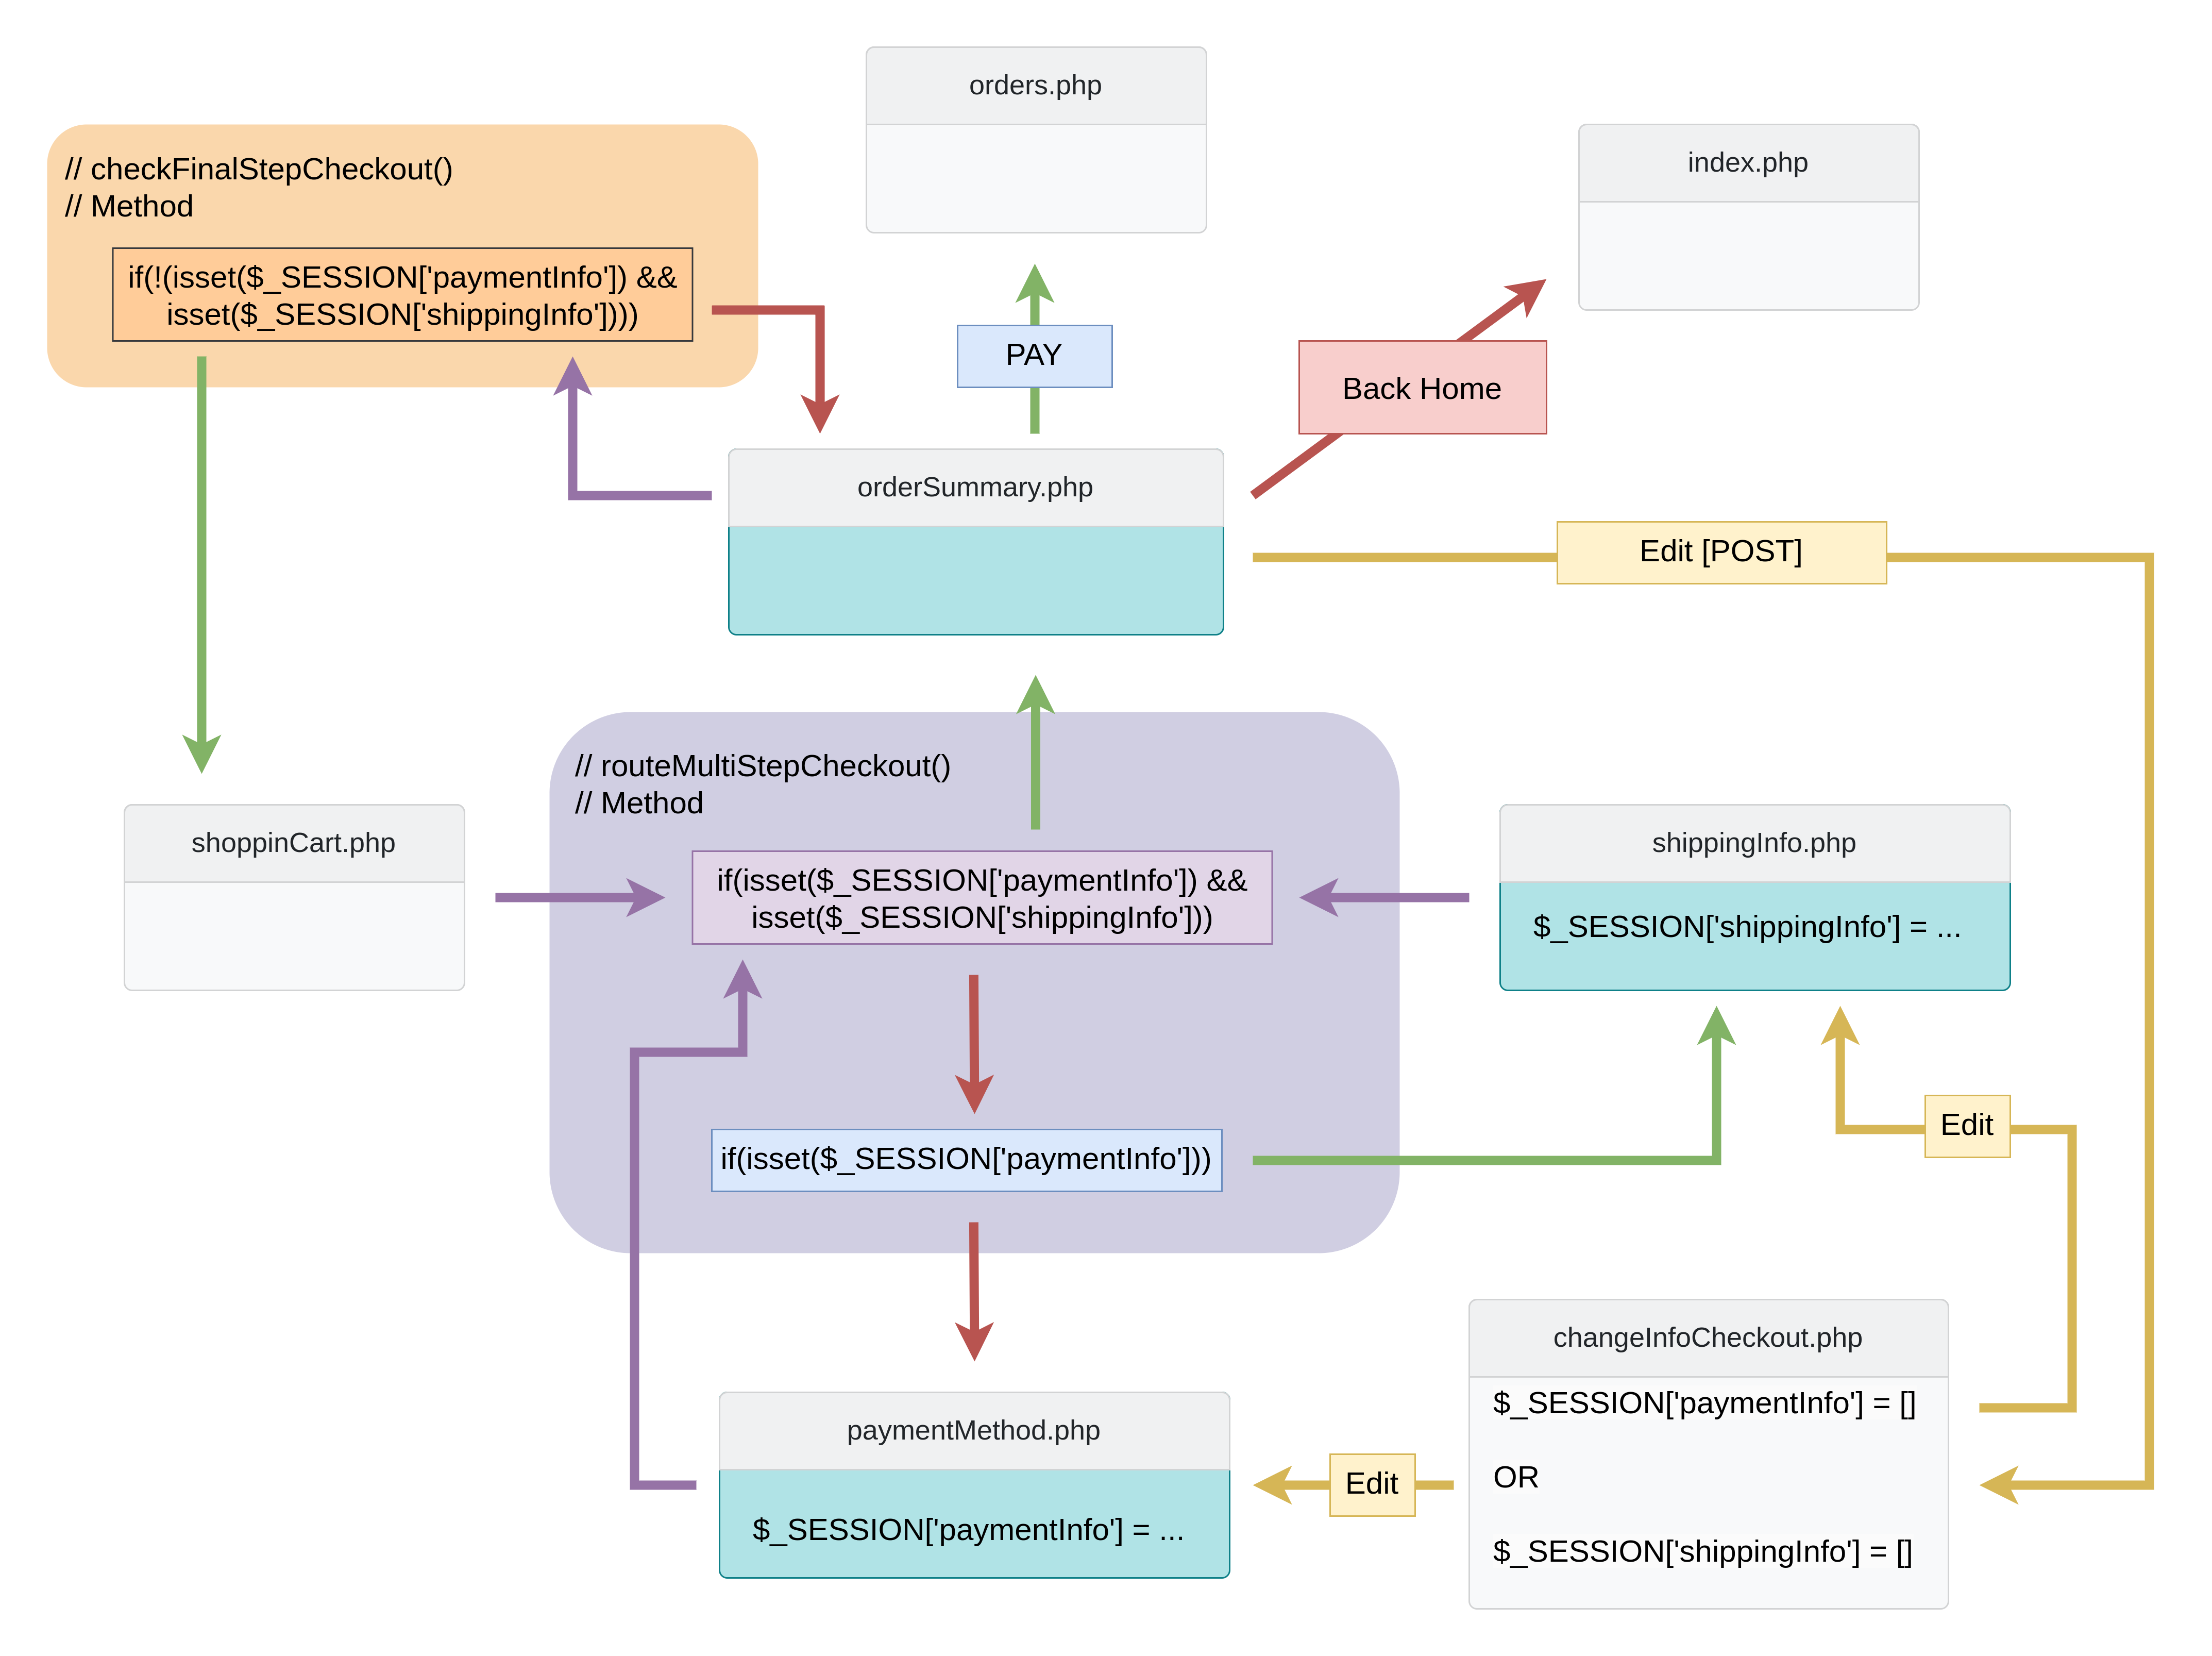 orders.php
index.php
// checkFinalStepCheckout()
// Method
if(!(isset($_SESSION['paymentInfo']) &&
isset($_SESSION['shippingInfo'])))
PAY
Back Home
orderSummary.php
Edit [POST]
// routeMultiStepCheckout()
// Method
shoppinCart.php
if(isset($_SESSION['paymentInfo']) &&
isset($_SESSION['shippingInfo']))
shippingInfo.php
$_SESSION['shippingInfo'] = ...
Edit
if(isset($_SESSION['paymentInfo']))
changeInfoCheckout.php
$_SESSION['paymentInfo'] = []
OR
$_SESSION['shippingInfo'] = []
paymentMethod.php
Edit
$_SESSION['paymentInfo'] = ...